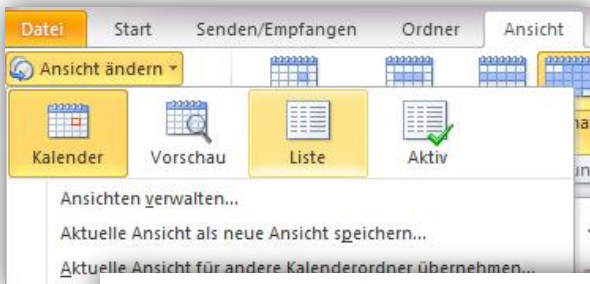 Datei Start Senden/Empfangen Ordner Ansicht
Ansicht ändern
Kalender Vorschau Liste Aktiv
Ansichten verwalten...
Aktuelle Ansicht als neue Ansicht speichern...
Aktuelle Ansicht für andere Kalenderordner übernehmen...